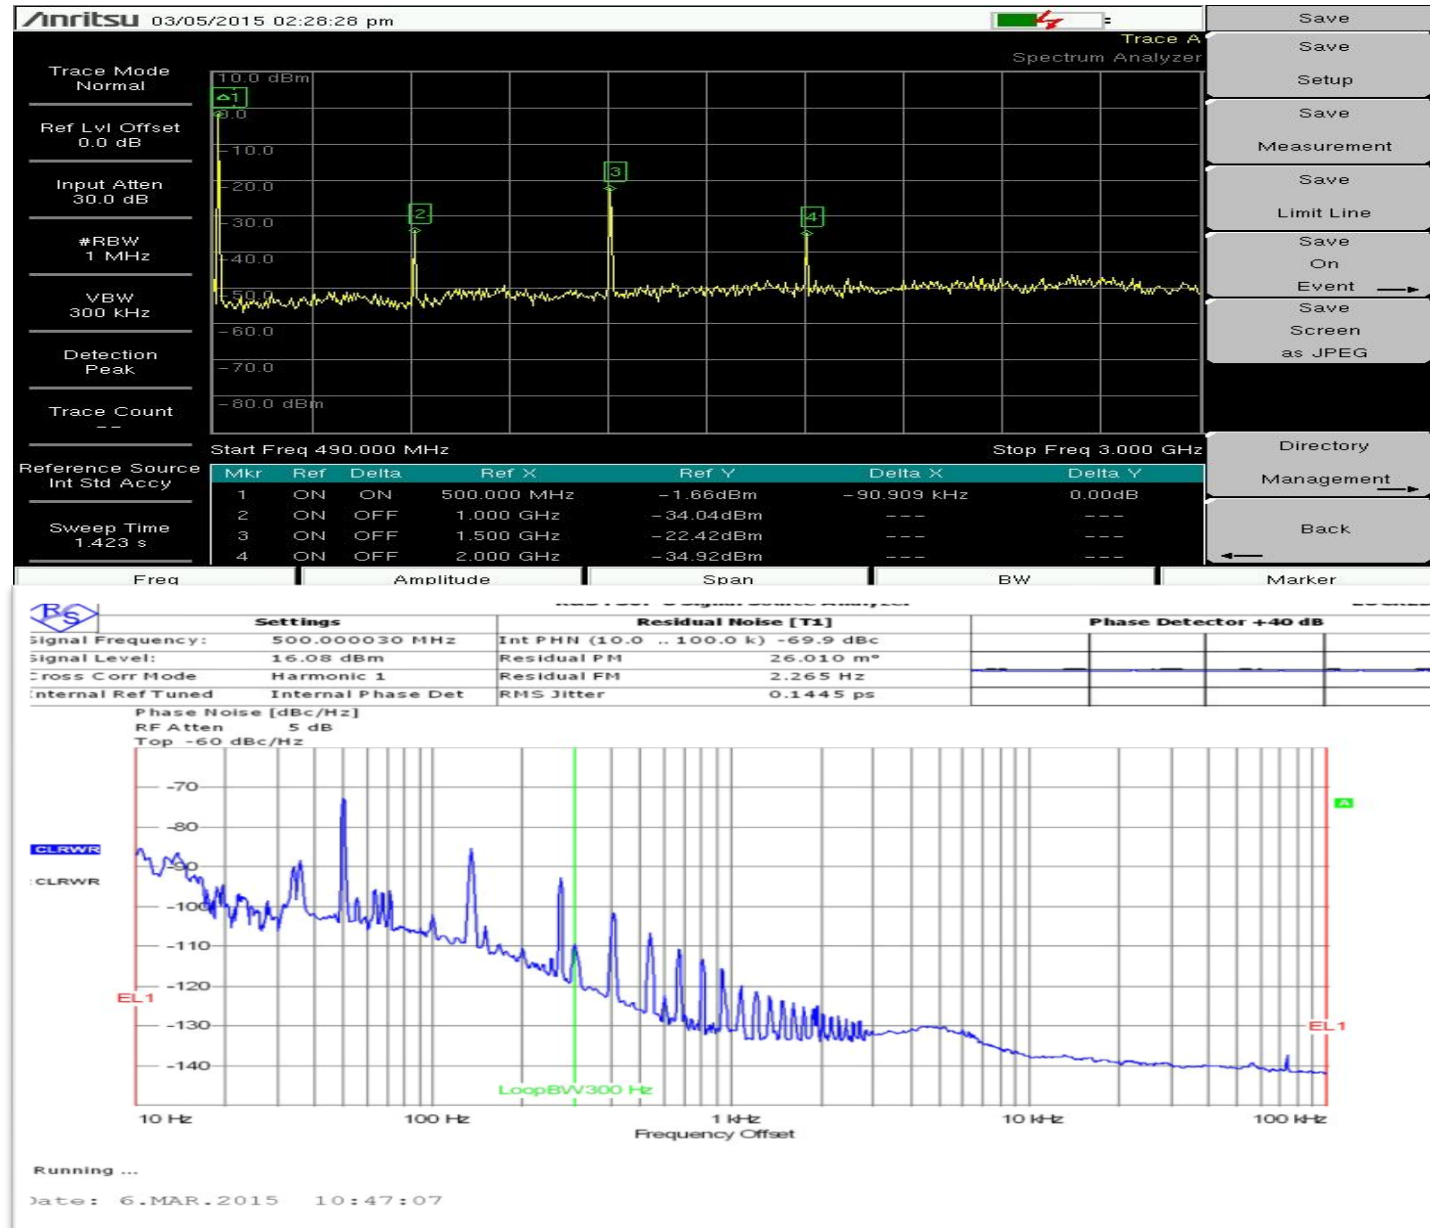 Anritsu 03/05/2015 02:28:28 pm
Trace A
Spectrum Analyzer
Trace Mode
Normal
Ref Lvl Offset
0.0 dB
Input Atten
30.0 dB
#RBW
1 MHz
VBW
300 kHz
Detection
Peak
Trace Count
--
Reference Source
Int Std Accy
Sweep Time
1.423 s
10.0 dBm
1
0.0
-10.0
3
-20.0
2
4
-30.0
-40.0
-50.0
-60.0
-70.0
-80.0 dBm
Start Freq 490.000 MHz
Stop Freq 3.000 GHz
Mkr Ref Delta Ref X Ref Y Delta X Delta Y
1 ON ON 500.000 MHz -1.66dBm -90.909 kHz 0.00dB
2 ON OFF 1.000 GHz -34.04dBm --- ---
3 ON OFF 1.500 GHz -22.42dBm --- ---
4 ON OFF 2.000 GHz -34.92dBm --- ---
Save
Save
Setup
Save
Measurement
Save
Limit Line
Save
On
Event
Save
Screen
as JPEG
Directory
Management
Back
Freq Amplitude Span BW Marker
R&S
Settings Residual Noise [T1] Phase Detector +40 dB
Signal Frequency: 500.000030 MHz Int PHN (10.0 .. 100.0 k) -69.9 dBc
Signal Level: 16.08 dBm Residual PM 26.010 m°
Cross Corr Mode Harmonic 1 Residual FM 2.265 Hz
Internal Ref Tuned Internal Phase Det RMS Jitter 0.1445 ps
Phase Noise [dBc/Hz]
RF Atten 5 dB
Top -60 dBc/Hz
-70
-80
A
CLRWR
-90
CLRWR
-100
-110
-120
EL1
-130
EL1
-140
LoopBW300 Hz
10 Hz 100 Hz 1 kHz 10 kHz 100 kHz
Frequency Offset
Running ...
Date: 6.MAR.2015 10:47:07